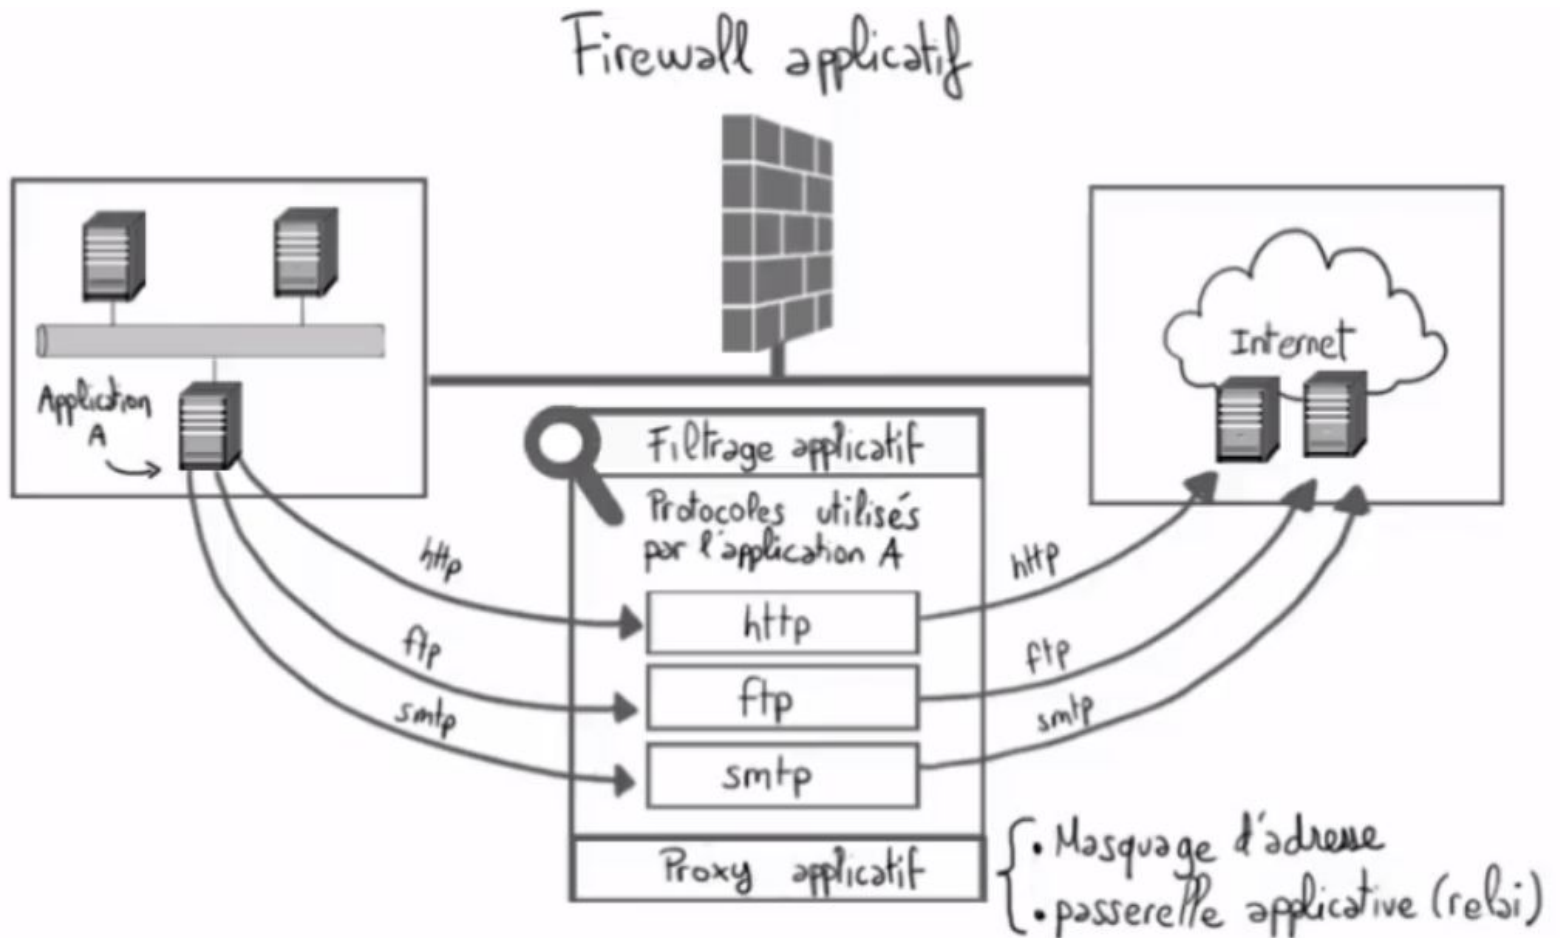 Firewall applicatif
Application
A
Internet
Filtrage applicatif
Protocoles utilisés
par l'application A
http
ftp
smtp
http
ftp
smtp
http
ftp
smtp
Proxy applicatif
• Masquage d'adresse
• passerelle applicative (relai)